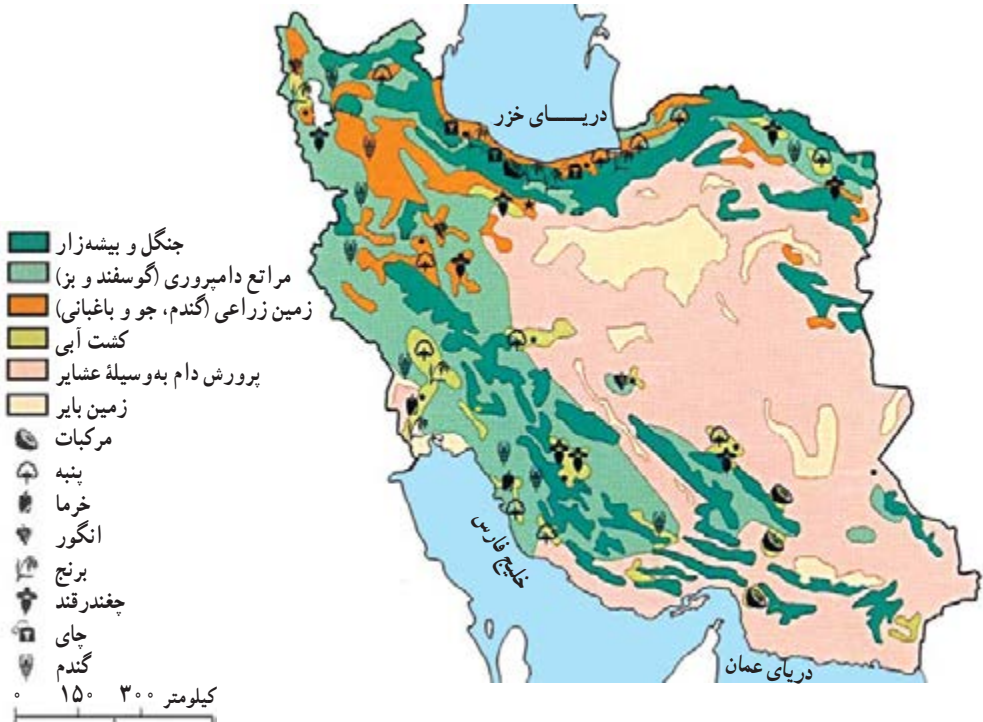 دریــای خزر
جنگل و بیشه‌زار
مراتع دامپروری (گوسفند و بز)
زمین زراعی (گندم، جو و باغبانی)
کشت آبی
پرورش دام به‌وسیلهٔ عشایر
زمین بایر
مرکبات
پنبه
خرما
انگور
برنج
چغندرقند
چای
گندم
۰ ۱۵۰ ۳۰۰ کیلومتر
خلیج فارس
دریای عمان